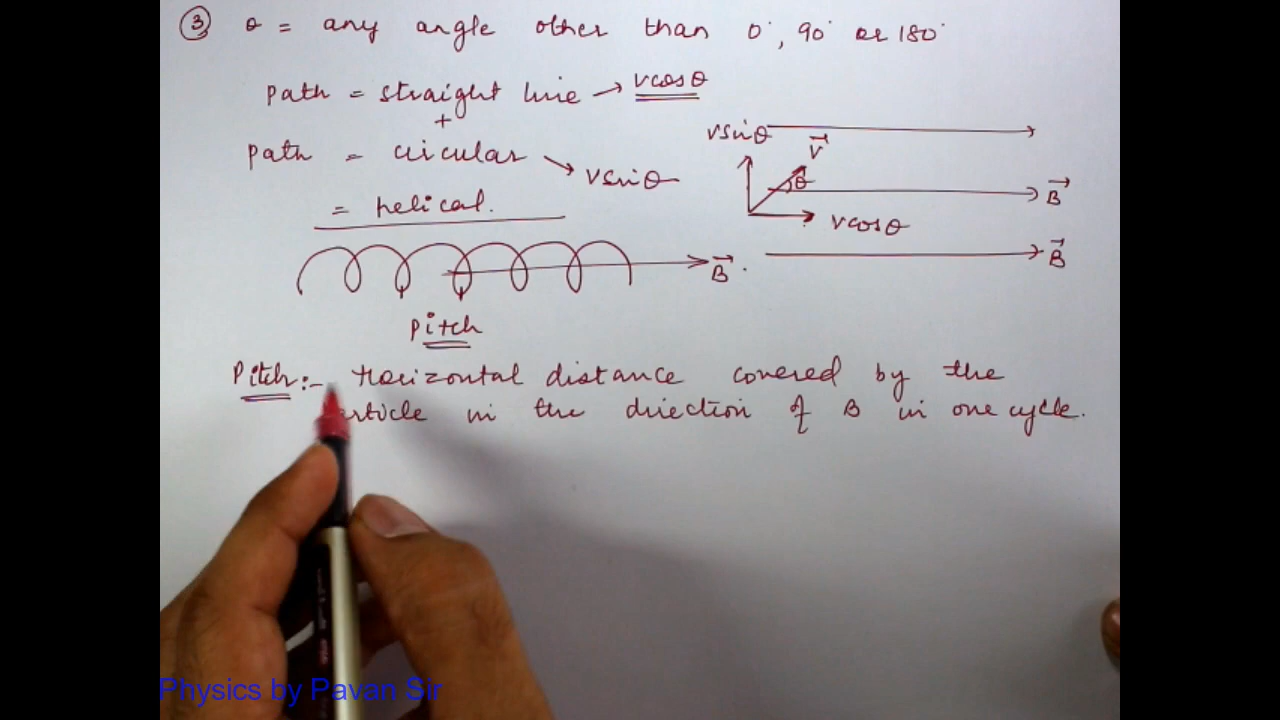 ③ θ = any angle other than 0°, 90° or 180°
Path = straight line → vcosθ
+
Path = circular → vsinθ
= helical.
vsinθ
v
θ
B
vcosθ
B
B.
Pitch
Pitch:- Horizontal distance covered by the
in the direction of B in one cycle.
Physics by Pavan Sir